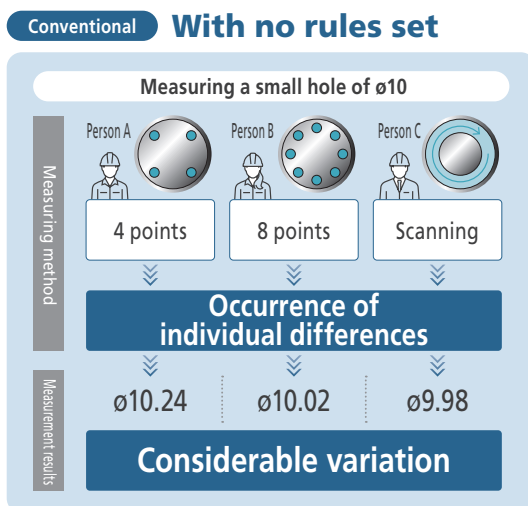 Conventional With no rules set
Measuring a small hole of ø10
Measuring method
Person A Person B Person C
4 points 8 points Scanning
Occurrence of
individual differences
Measurement results
ø10.24 ø10.02 ø9.98
Considerable variation